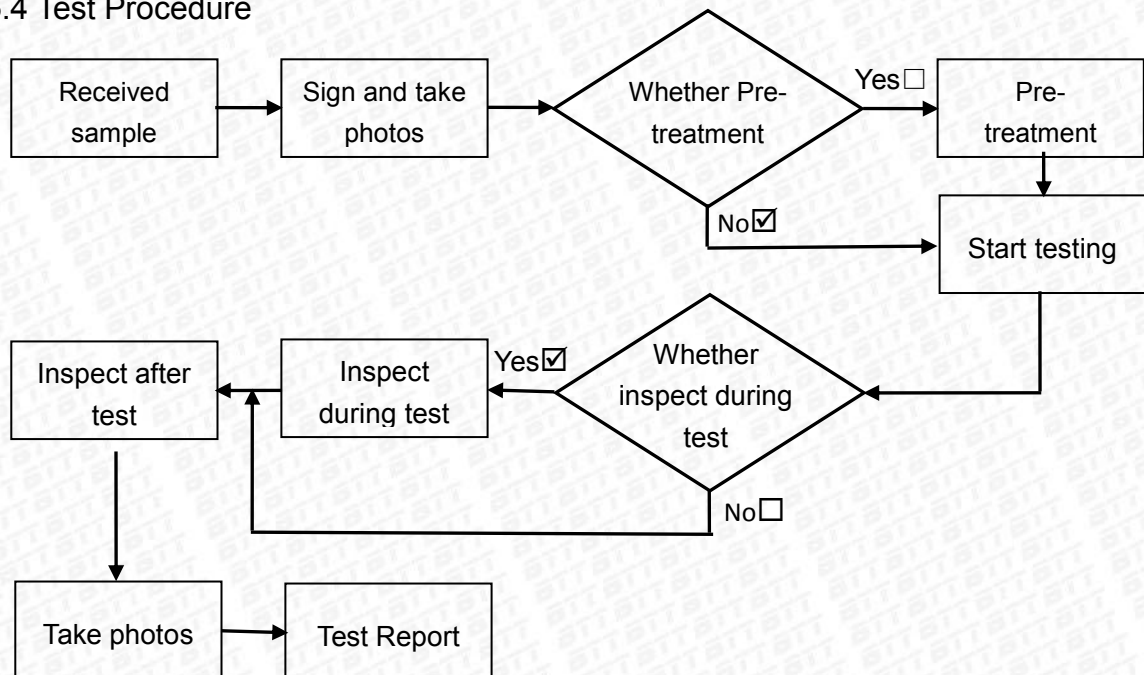 .4 Test Procedure
Received
sample
Sign and take
photos
Whether Pre-
treatment
Yes☐
Pre-
treatment
No☑
Start testing
Whether
inspect during
test
Yes☑
No☐
Inspect
during test
Inspect after
test
Take photos
Test Report